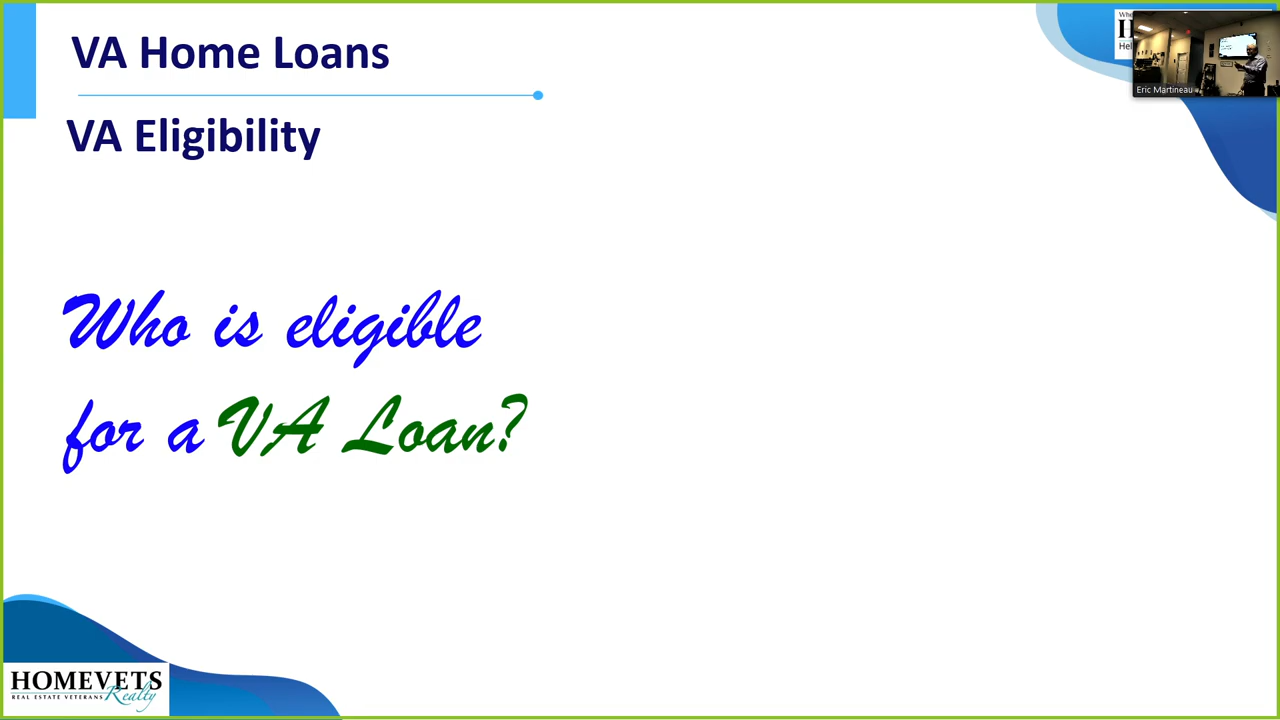 VA Home Loans
VA Eligibility
Who is eligible
for a VA Loan?
Eric Martineau
HOMEVETS
REAL ESTATE VETERANS Realty